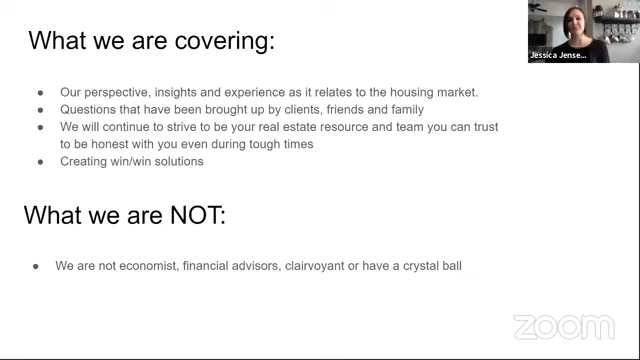 What we are covering:
Jessica Jense...
● Our perspective, insights and experience as it relates to the housing market.
● Questions that have been brought up by clients, friends and family
● We will continue to strive to be your real estate resource and team you can trust
to be honest with you even during tough times
● Creating win/win solutions
What we are NOT:
● We are not economist, financial advisors, clairvoyant or have a crystal ball
zoom